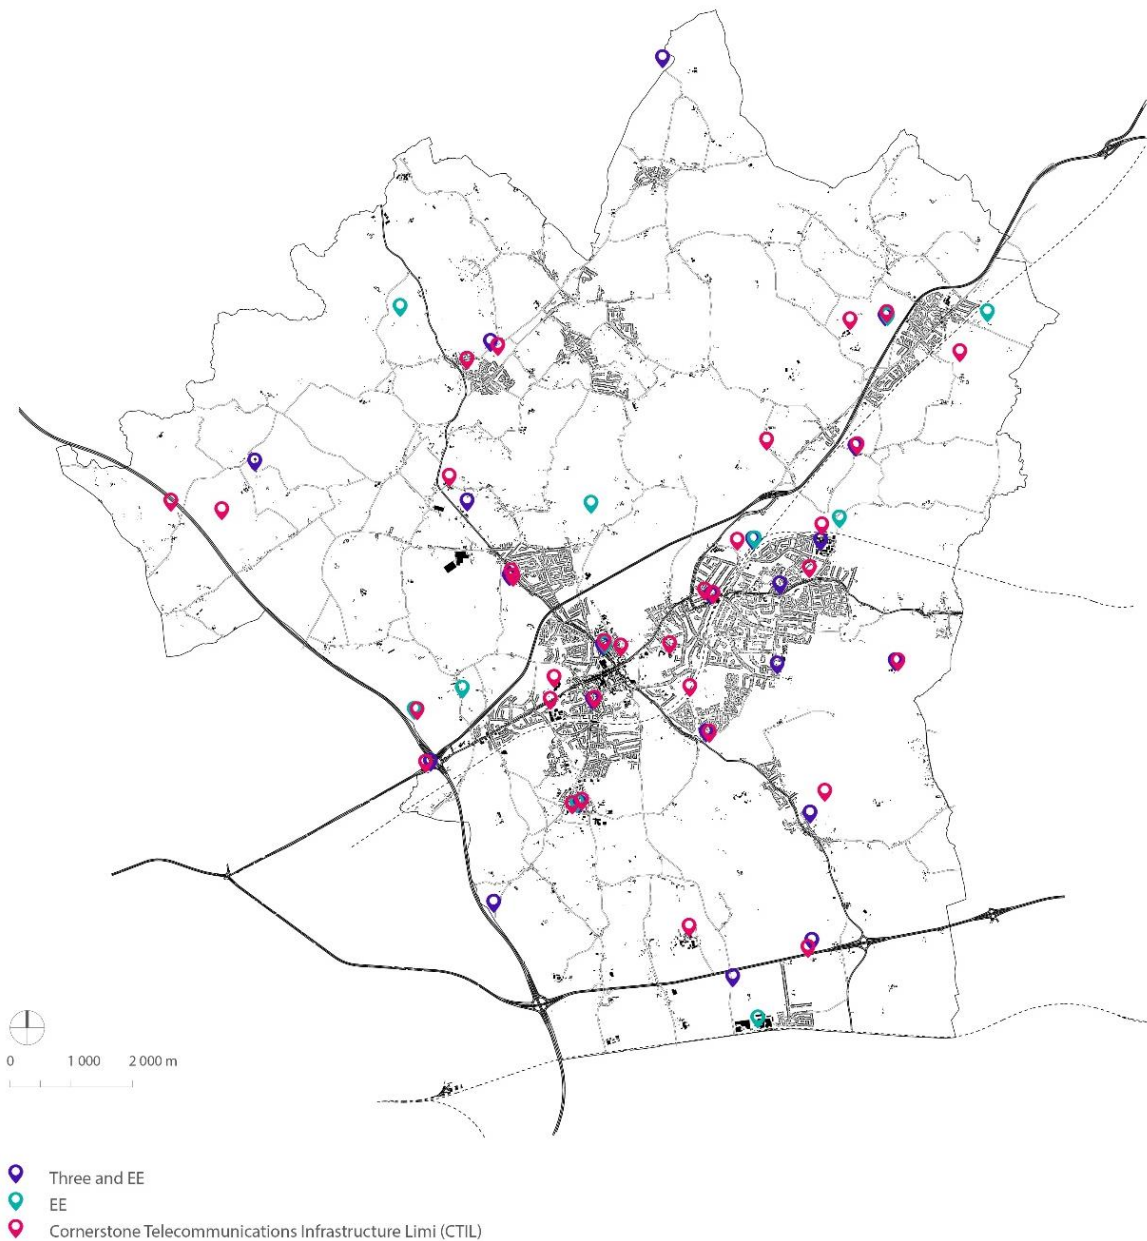 0 1 000 2 000 m
Three and EE
EE
Cornerstone Telecommunications Infrastructure Limi (CTIL)